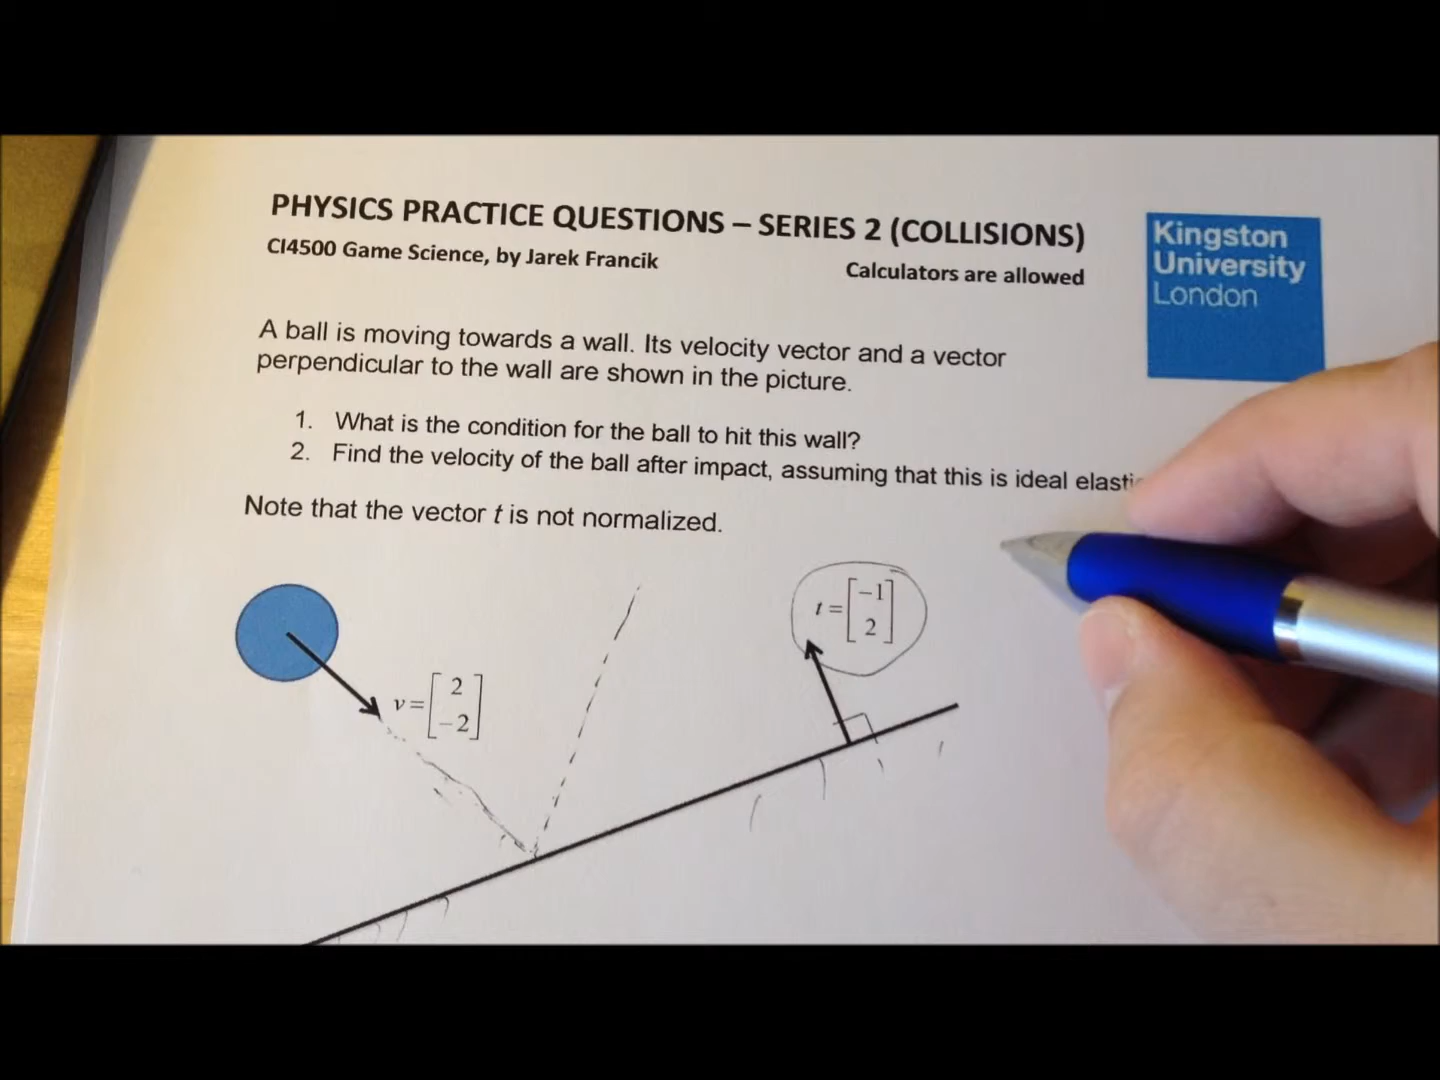 PHYSICS PRACTICE QUESTIONS – SERIES 2 (COLLISIONS)
CI4500 Game Science, by Jarek Francik
Calculators are allowed
Kingston
University
London
A ball is moving towards a wall. Its velocity vector and a vector
perpendicular to the wall are shown in the picture.
1. What is the condition for the ball to hit this wall?
2. Find the velocity of the ball after impact, assuming that this is ideal
Note that the vector t is not normalized.
t = [-1
2]
v = [2
-2]